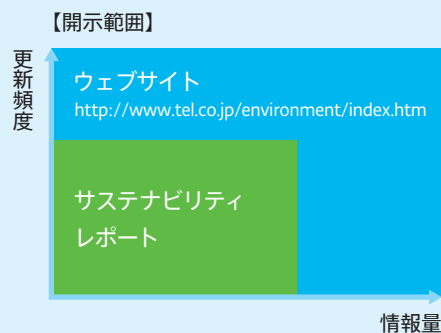 【開示範囲】
更新頻度
ウェブサイト
http://www.tel.co.jp/environment/index.htm
サステナビリティ
レポート
情報量